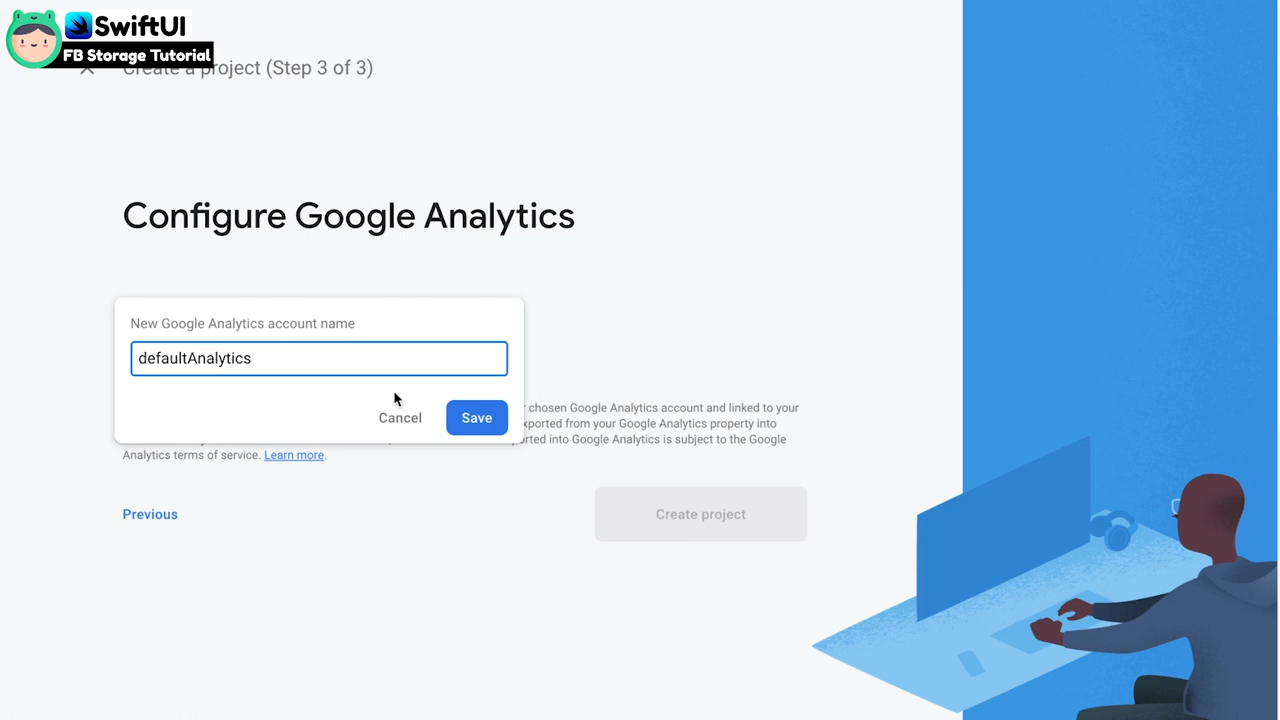 SwiftUI
FB Storage Tutorial
Create a project (Step 3 of 3)
Configure Google Analytics
New Google Analytics account name
defaultAnalytics
Cancel
Save
chosen Google Analytics account and linked to your
exported from your Google Analytics property into
into Google Analytics is subject to the Google
Analytics terms of service. Learn more.
Previous
Create project